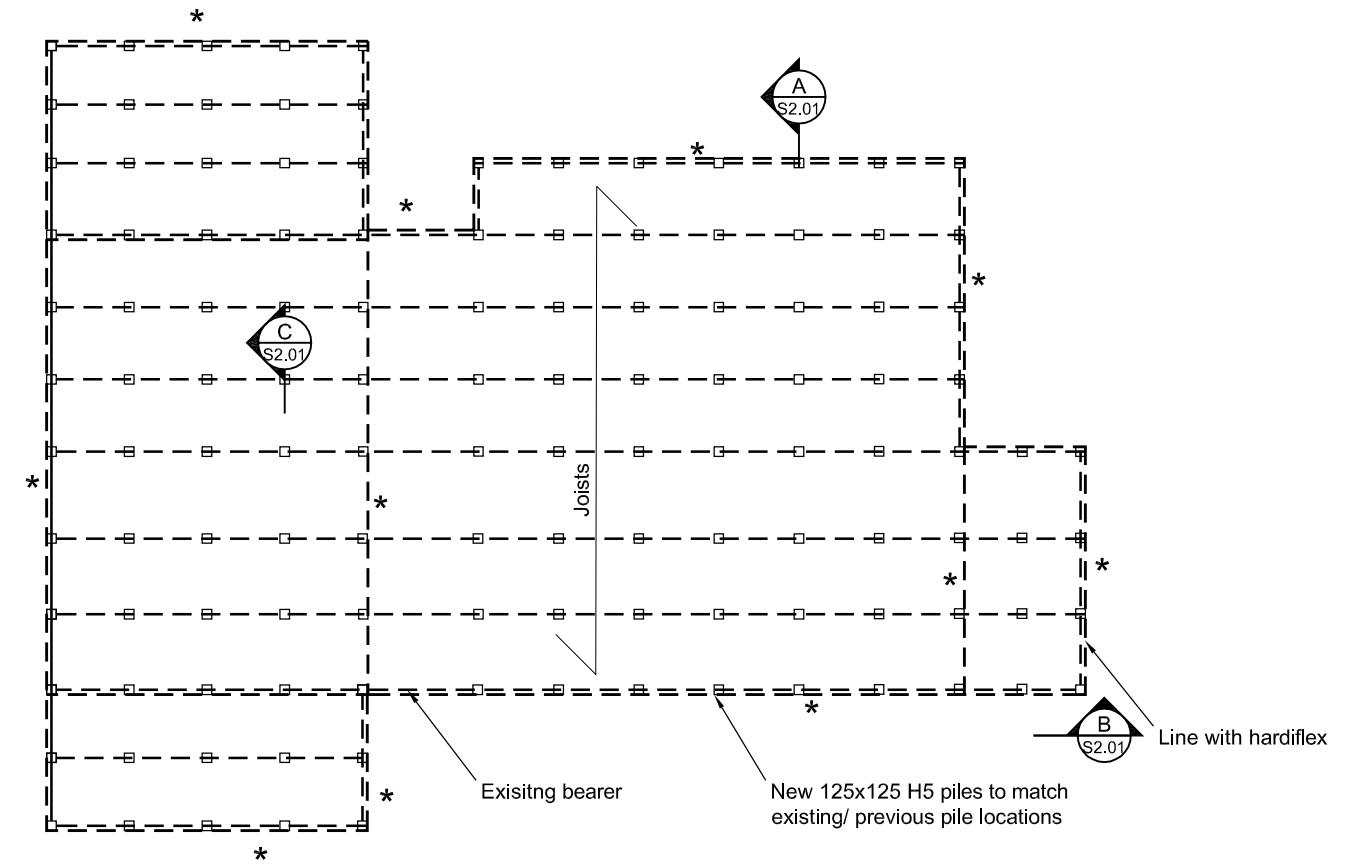 *
A
S2.01
*
*
*
C
S2.01
*
Joists
*
*
*
*
B
S2.01
Line with hardiflex
Exisitng bearer
New 125x125 H5 piles to match
existing/ previous pile locations
*
*